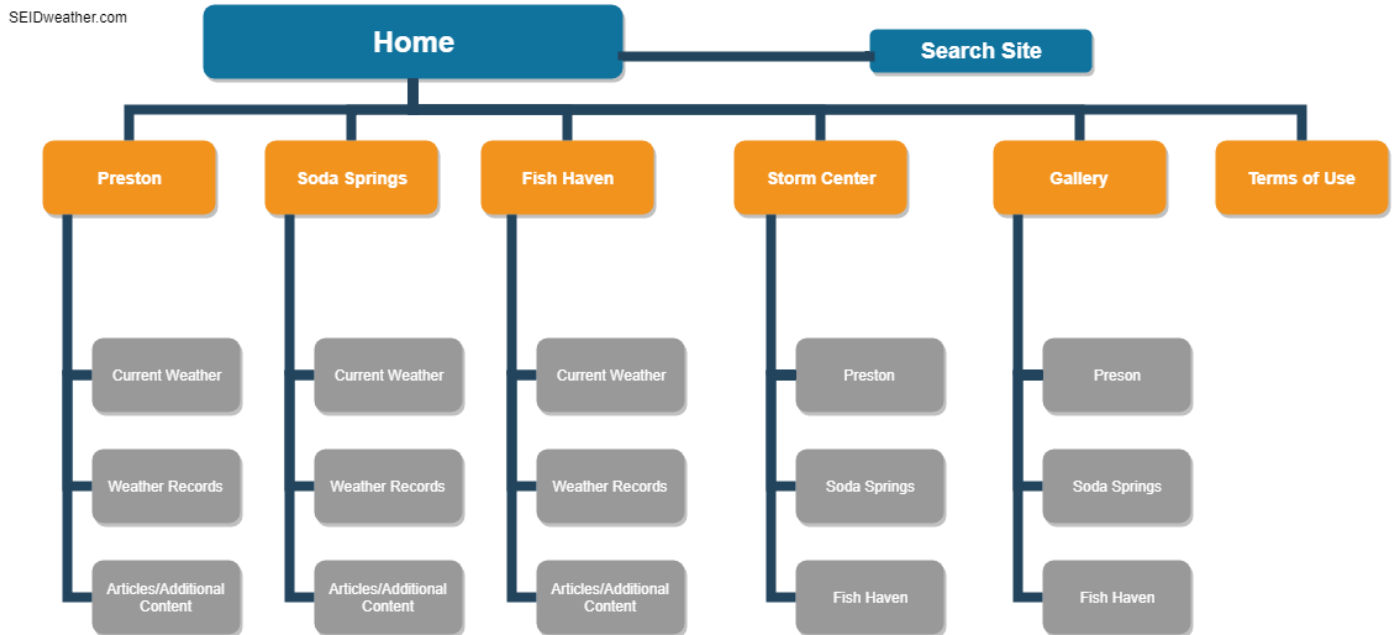 SEIDweather.com
Home
Search Site
Preston
Soda Springs
Fish Haven
Storm Center
Gallery
Terms of Use
Current Weather
Current Weather
Current Weather
Preston
Preson
Weather Records
Weather Records
Weather Records
Soda Springs
Soda Springs
Articles/Additional
Content
Articles/Additional
Content
Articles/Additional
Content
Fish Haven
Fish Haven